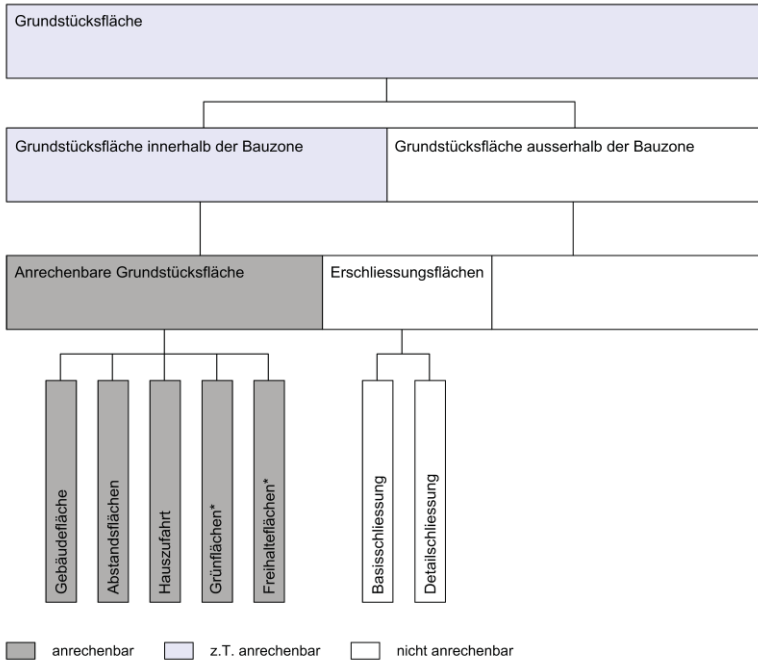 Grundstücksfläche
Grundstücksfläche innerhalb der Bauzone
Grundstücksfläche ausserhalb der Bauzone
Anrechenbare Grundstücksfläche
Erschliessungsflächen
Gebäudefläche
Abstandsflächen
Hauszufahrt
Grünflächen*
Freihalteflächen*
Basisschliessung
Detailschliessung
anrechenbar
z.T. anrechenbar
nicht anrechenbar